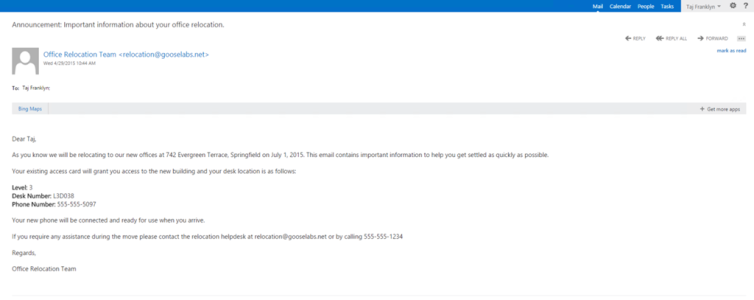 Mail Calendar People Tasks Taj Franklyn ?
Announcement: Important information about your office relocation. x
REPLY REPLY ALL FORWARD
mark as read
Office Relocation Team <relocation@gooselabs.net>
Wed 4/29/2015 10:44 AM
To: Taj Franklyn;
Bing Maps + Get more apps
Dear Taj,
As you know we will be relocating to our new offices at 742 Evergreen Terrace, Springfield on July 1, 2015. This email contains important information to help you get settled as quickly as possible.
Your existing access card will grant you access to the new building and your desk location is as follows:
Level: 3
Desk Number: L3D038
Phone Number: 555-555-5097
Your new phone will be connected and ready for use when you arrive.
If you require any assistance during the move please contact the relocation helpdesk at relocation@gooselabs.net or by calling 555-555-1234
Regards,
Office Relocation Team